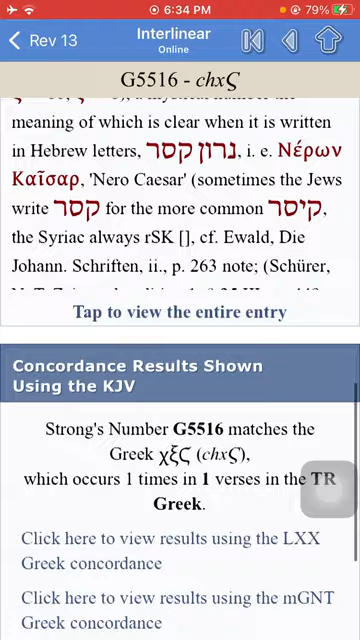 6:34 PM
79%
Rev 13
Interlinear
Online
G5516 - chxϚ
meaning of which is clear when it is written
in Hebrew letters, נרון קסר, i. e. Νέρων
Καῖσαρ, 'Nero Caesar' (sometimes the Jews
write קסר for the more common קיסר,
the Syriac always rSK [], cf. Ewald, Die
Johann. Schriften, ii., p. 263 note; (Schürer,
Tap to view the entire entry
Concordance Results Shown
Using the KJV
Strong's Number G5516 matches the
Greek χξϚ (chxϚ),
which occurs 1 times in 1 verses in the TR
Greek.
Click here to view results using the LXX
Greek concordance
Click here to view results using the mGNT
Greek concordance